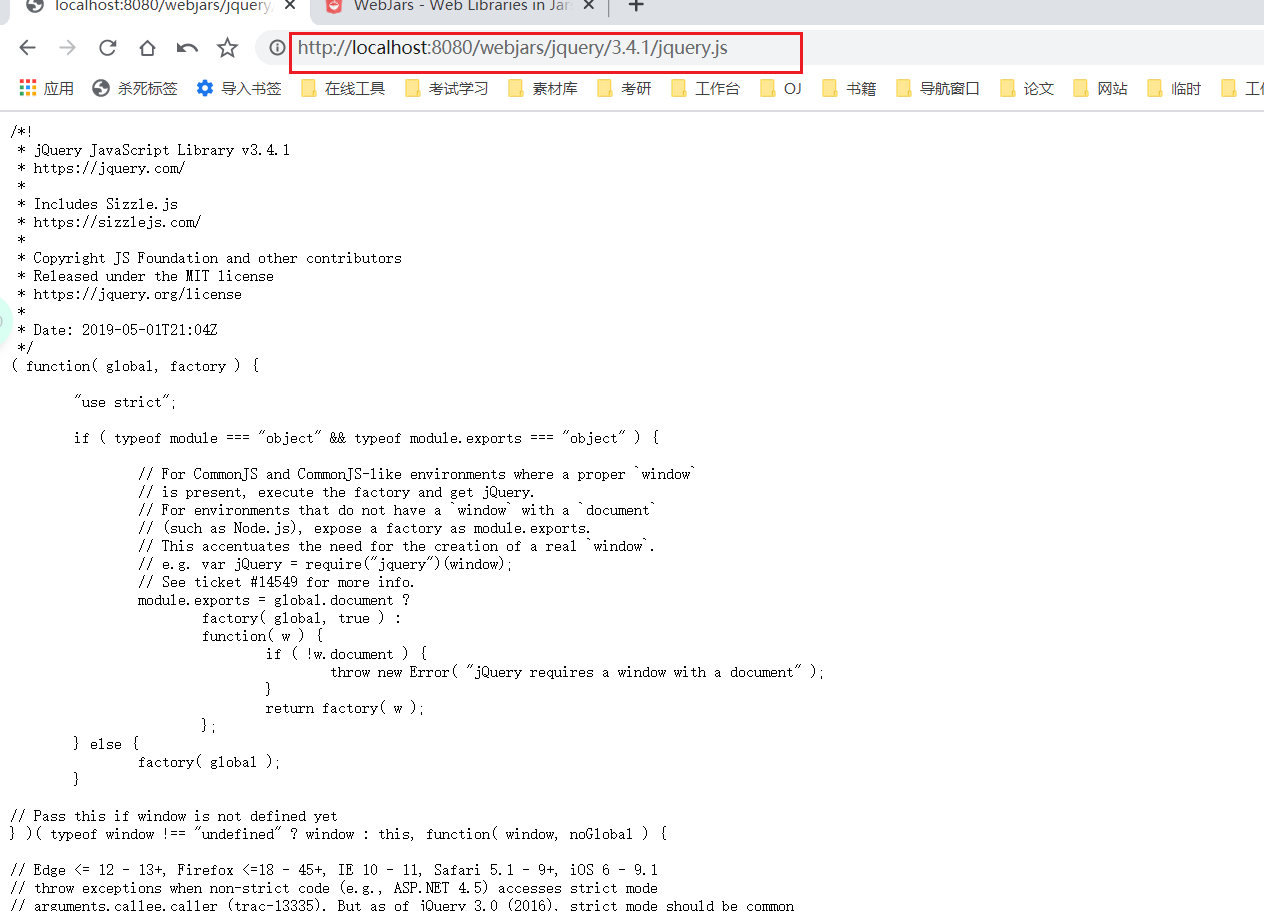 localhost:8080/webjars/jquery
WebJars - Web Libraries in Jar
http://localhost:8080/webjars/jquery/3.4.1/jquery.js
应用 杀死标签 导入书签 在线工具 考试学习 素材库 考研 工作台 OJ 书籍 导航窗口 论文 网站 临时
/*!
 * jQuery JavaScript Library v3.4.1
 * https://jquery.com/
 *
 * Includes Sizzle.js
 * https://sizzlejs.com/
 *
 * Copyright JS Foundation and other contributors
 * Released under the MIT license
 * https://jquery.org/license
 *
 * Date: 2019-05-01T21:04Z
 */
( function( global, factory ) {
"use strict";
if ( typeof module === "object" && typeof module.exports === "object" ) {
// For CommonJS and CommonJS-like environments where a proper `window`
// is present, execute the factory and get jQuery.
// For environments that do not have a `window` with a `document`
// (such as Node.js), expose a factory as module.exports.
// This accentuates the need for the creation of a real `window`.
// e.g. var jQuery = require("jquery")(window);
// See ticket #14549 for more info.
module.exports = global.document ?
factory( global, true ) :
function( w ) {
if ( !w.document ) {
throw new Error( "jQuery requires a window with a document" );
}
return factory( w );
};
} else {
factory( global );
}
// Pass this if window is not defined yet
} )( typeof window !== "undefined" ? window : this, function( window, noGlobal ) {
// Edge <= 12 - 13+, Firefox <=18 - 45+, IE 10 - 11, Safari 5.1 - 9+, iOS 6 - 9.1
// throw exceptions when non-strict code (e.g., ASP.NET 4.5) accesses strict mode
// arguments.callee.caller (trac-13335). But as of jQuery 3.0 (2016), strict mode should be common